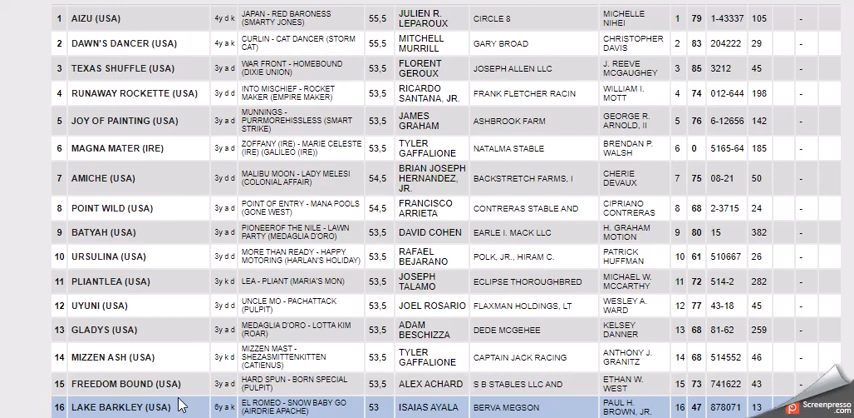 1 AIZU (USA) 4y d k JAPAN - RED BARONESS (SMARTY JONES) 55,5 JULIEN R. LEPAROUX CIRCLE 8 MICHELLE NIHEI 1 79 1-43337 105 -
2 DAWN'S DANCER (USA) 4y a k CURLIN - CAT DANCER (STORM CAT) 55,5 MITCHELL MURRILL GARY BROAD CHRISTOPHER DAVIS 2 83 204222 29 -
3 TEXAS SHUFFLE (USA) 3y a d WAR FRONT - HOMEBOUND (DIXIE UNION) 53,5 FLORENT GEROUX JOSEPH ALLEN LLC J. REEVE MCGAUGHEY 3 85 3212 45 -
4 RUNAWAY ROCKETTE (USA) 3y d d INTO MISCHIEF - ROCKET MAKER (EMPIRE MAKER) 53,5 RICARDO SANTANA, JR. FRANK FLETCHER RACIN WILLIAM I. MOTT 4 74 012-644 198 -
5 JOY OF PAINTING (USA) 3y a d MUNNINGS - PURRMOREHISSLESS (SMART STRIKE) 53,5 JAMES GRAHAM ASHBROOK FARM GEORGE R. ARNOLD, II 5 76 6-12656 142 -
6 MAGNA MATER (IRE) 3y a d ZOFFANY (IRE) - MARIE CELESTE (IRE) (GALILEO (IRE)) 53,5 TYLER GAFFALIONE NATALMA STABLE BRENDAN P. WALSH 6 0 5165-64 185 -
7 AMICHE (USA) 3y d d MALIBU MOON - LADY MELESI (COLONIAL AFFAIR) 54,5 BRIAN JOSEPH HERNANDEZ, JR. BACKSTRETCH FARMS, I CHERIE DEVAUX 7 75 08-21 50 -
8 POINT WILD (USA) 3y a d POINT OF ENTRY - MANA POOLS (GONE WEST) 54,5 FRANCISCO ARRIETA CONTRERAS STABLE AND CIPRIANO CONTRERAS 8 68 2-3715 24 -
9 BATYAH (USA) 3y d d PIONEEROF THE NILE - LAWN PARTY (MEDAGLIA D'ORO) 53,5 DAVID COHEN EARLE I. MACK LLC H. GRAHAM MOTION 9 80 15 382 -
10 URSULINA (USA) 3y d d MORE THAN READY - HAPPY MOTORING (HARLAN'S HOLIDAY) 53,5 RAFAEL BEJARANO POLK, JR., HIRAM C. PATRICK HUFFMAN 10 61 510667 26 -
11 PLIANTLEA (USA) 3y k d LEA - PLIANT (MARIA'S MON) 53,5 JOSEPH TALAMO ECLIPSE THOROUGHBRED MICHAEL W. MCCARTHY 11 72 514-2 282 -
12 UYUNI (USA) 3y d d UNCLE MO - PACHATTACK (PULPIT) 53,5 JOEL ROSARIO FLAXMAN HOLDINGS, LT WESLEY A. WARD 12 77 43-18 45 -
13 GLADYS (USA) 3y a d MEDAGLIA D'ORO - LOTTA KIM (ROAR) 53,5 ADAM BESCHIZZA DEDE MCGEHEE KELSEY DANNER 13 68 81-62 259 -
14 MIZZEN ASH (USA) 3y k d MIZZEN MAST - SHEZASMITTENKITTEN (CATIENUS) 53,5 TYLER GAFFALIONE CAPTAIN JACK RACING ANTHONY J. GRANITZ 14 68 514552 46 -
15 FREEDOM BOUND (USA) 3y a d HARD SPUN - BORN SPECIAL (PULPIT) 53,5 ALEX ACHARD S B STABLES LLC AND ETHAN W. WEST 15 73 741622 43 -
16 LAKE BARKLEY (USA) 6y a k EL ROMEO - SNOW BABY GO (AIRDRIE APACHE) 53 ISAIAS AYALA BERVA MEGSON PAUL H. BROWN, JR. 16 47 878071 13 -
Screenpresso